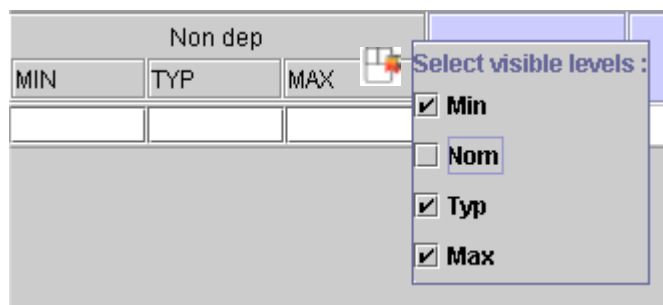 Non dep
MIN TYP MAX
Select visible levels :
Min
Nom
Typ
Max